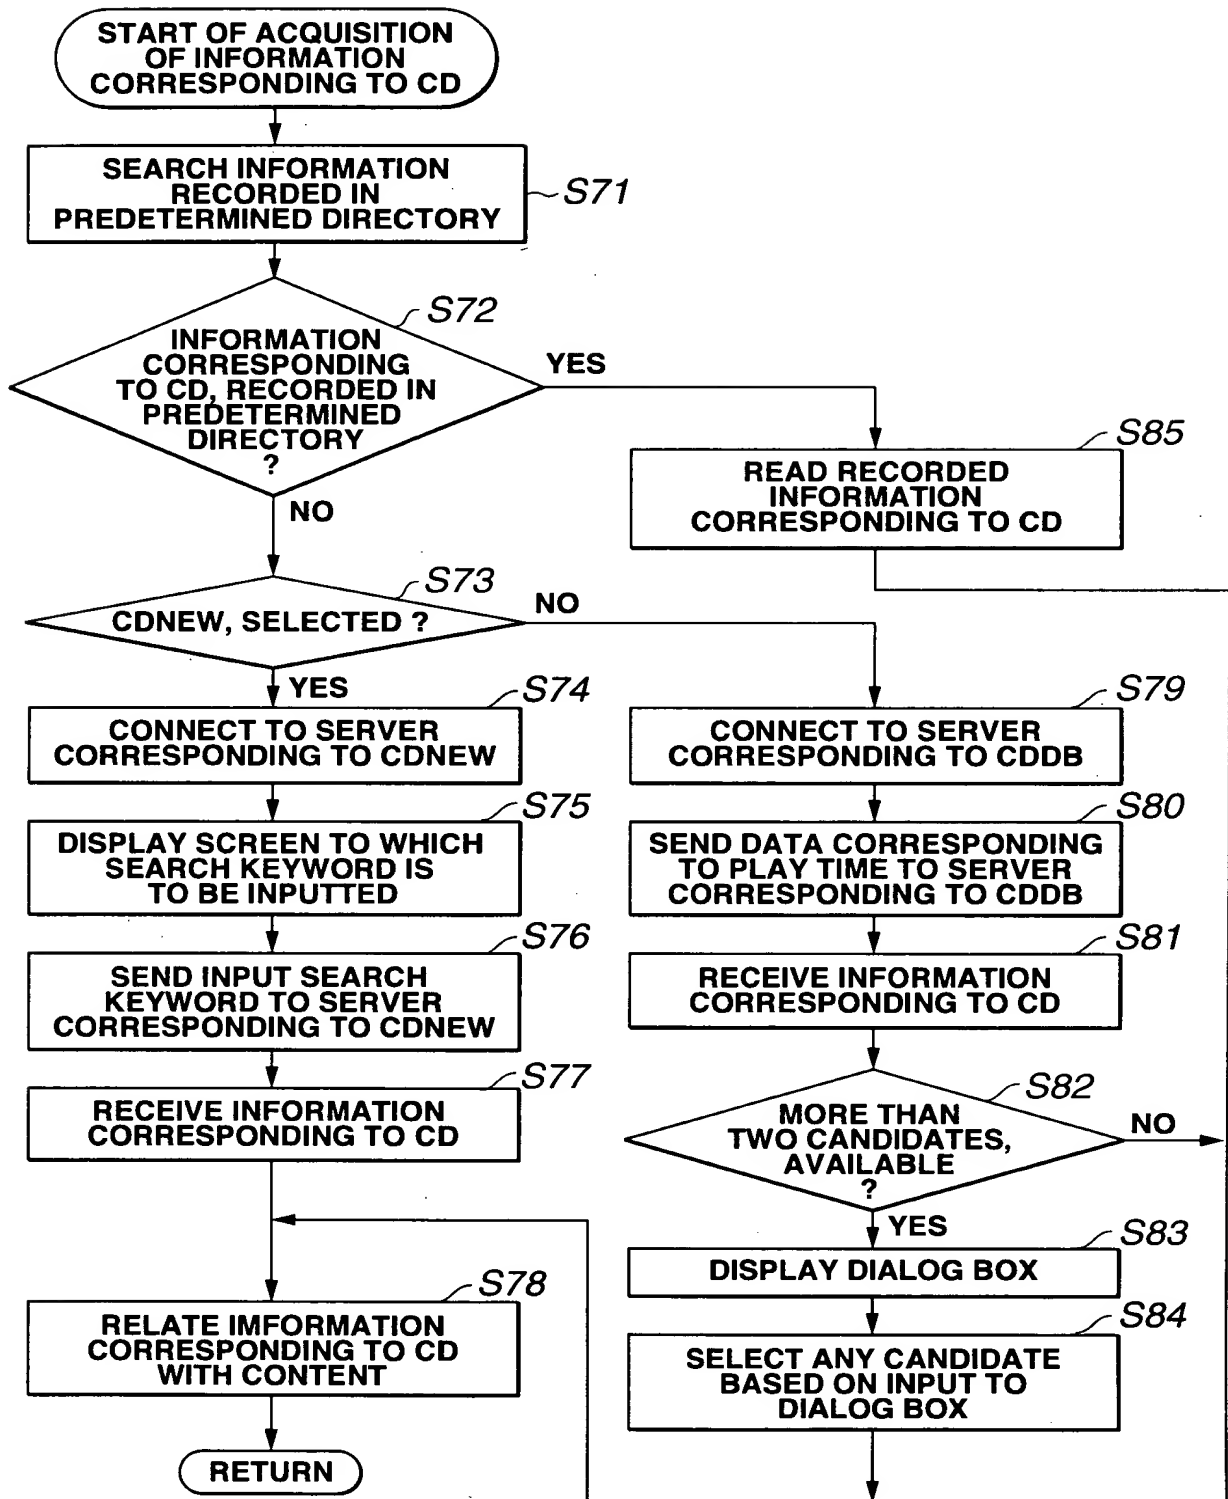 START OF ACQUISITION
OF INFORMATION
CORRESPONDING TO CD
SEARCH INFORMATION
RECORDED IN
PREDETERMINED DIRECTORY
S71
S72
INFORMATION
CORRESPONDING
TO CD, RECORDED IN
PREDETERMINED
DIRECTORY
?
YES
NO
S85
READ RECORDED
INFORMATION
CORRESPONDING TO CD
S73
CDNEW, SELECTED ?
NO
YES
S74
CONNECT TO SERVER
CORRESPONDING TO CDNEW
S75
DISPLAY SCREEN TO WHICH
SEARCH KEYWORD IS
TO BE INPUTTED
S76
SEND INPUT SEARCH
KEYWORD TO SERVER
CORRESPONDING TO CDNEW
S77
RECEIVE INFORMATION
CORRESPONDING TO CD
S78
RELATE IMFORMATION
CORRESPONDING TO CD
WITH CONTENT
RETURN
S79
CONNECT TO SERVER
CORRESPONDING TO CDDB
S80
SEND DATA CORRESPONDING
TO PLAY TIME TO SERVER
CORRESPONDING TO CDDB
S81
RECEIVE INFORMATION
CORRESPONDING TO CD
S82
MORE THAN
TWO CANDIDATES,
AVAILABLE
?
NO
YES
S83
DISPLAY DIALOG BOX
S84
SELECT ANY CANDIDATE
BASED ON INPUT TO
DIALOG BOX